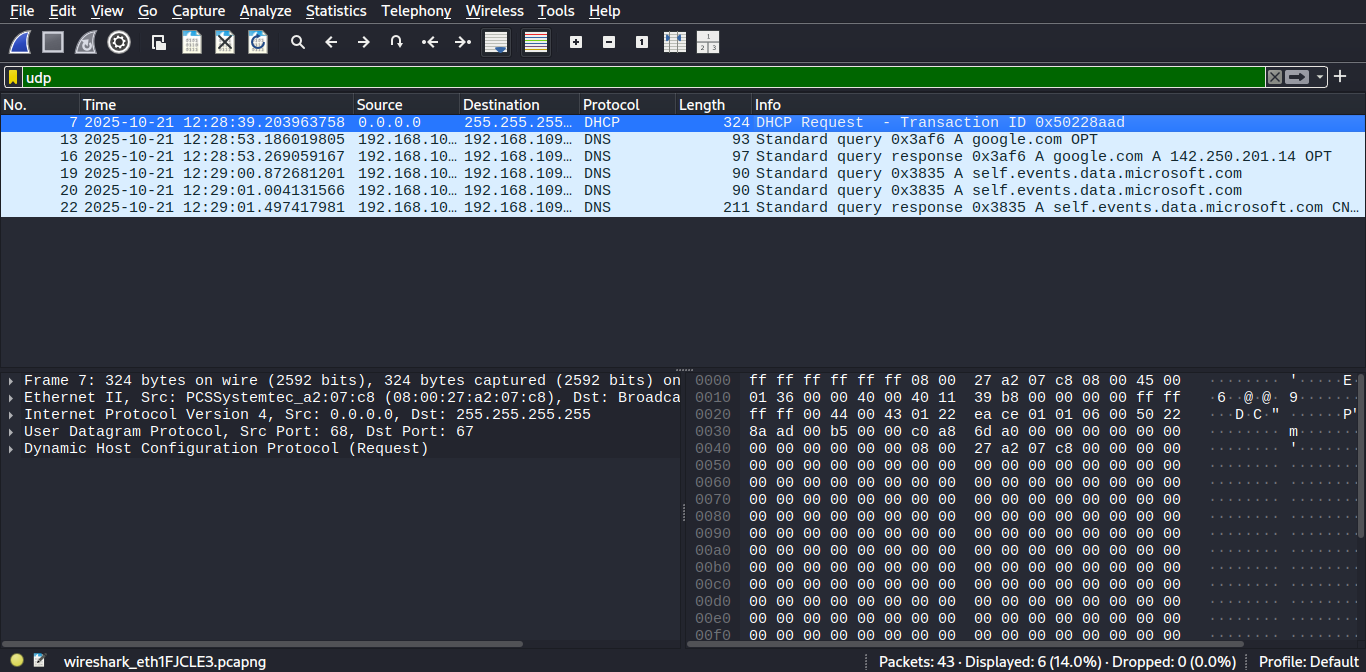 File Edit View Go Capture Analyze Statistics Telephony Wireless Tools Help
udp
No. Time Source Destination Protocol Length Info
7 2025-10-21 12:28:39.203963758 0.0.0.0 255.255.255… DHCP 324 DHCP Request - Transaction ID 0x50228aad
13 2025-10-21 12:28:53.186019805 192.168.10… 192.168.109… DNS 93 Standard query 0x3af6 A google.com OPT
16 2025-10-21 12:28:53.269059167 192.168.10… 192.168.109… DNS 97 Standard query response 0x3af6 A google.com A 142.250.201.14 OPT
19 2025-10-21 12:29:00.872681201 192.168.10… 192.168.109… DNS 90 Standard query 0x3835 A self.events.data.microsoft.com
20 2025-10-21 12:29:01.004131566 192.168.10… 192.168.109… DNS 90 Standard query 0x3835 A self.events.data.microsoft.com
22 2025-10-21 12:29:01.497417981 192.168.10… 192.168.109… DNS 211 Standard query response 0x3835 A self.events.data.microsoft.com CN…
Frame 7: 324 bytes on wire (2592 bits), 324 bytes captured (2592 bits) on
Ethernet II, Src: PCSSystemtec_a2:07:c8 (08:00:27:a2:07:c8), Dst: Broadca
Internet Protocol Version 4, Src: 0.0.0.0, Dst: 255.255.255.255
User Datagram Protocol, Src Port: 68, Dst Port: 67
Dynamic Host Configuration Protocol (Request)
0000 ff ff ff ff ff ff 08 00 27 a2 07 c8 08 00 45 00 ········ '·····E·
0010 01 36 00 00 40 00 40 11 39 b8 00 00 00 00 ff ff ·6··@·@· 9·······
0020 ff ff 00 44 00 43 01 22 ea ce 01 01 06 00 50 22 ···D·C·" ······P"
0030 8a ad 00 b5 00 00 c0 a8 6d a0 00 00 00 00 00 00 ········ m·······
0040 00 00 00 00 00 00 08 00 27 a2 07 c8 00 00 00 00 ········ '·······
0050 00 00 00 00 00 00 00 00 00 00 00 00 00 00 00 00 ········ ········
0060 00 00 00 00 00 00 00 00 00 00 00 00 00 00 00 00 ········ ········
0070 00 00 00 00 00 00 00 00 00 00 00 00 00 00 00 00 ········ ········
0080 00 00 00 00 00 00 00 00 00 00 00 00 00 00 00 00 ········ ········
0090 00 00 00 00 00 00 00 00 00 00 00 00 00 00 00 00 ········ ········
00a0 00 00 00 00 00 00 00 00 00 00 00 00 00 00 00 00 ········ ········
00b0 00 00 00 00 00 00 00 00 00 00 00 00 00 00 00 00 ········ ········
00c0 00 00 00 00 00 00 00 00 00 00 00 00 00 00 00 00 ········ ········
00d0 00 00 00 00 00 00 00 00 00 00 00 00 00 00 00 00 ········ ········
00e0 00 00 00 00 00 00 00 00 00 00 00 00 00 00 00 00 ········ ········
00f0 00 00 00 00 00 00 00 00 00 00 00 00 00 00 00 00 ········ ········
wireshark_eth1FJCLE3.pcapng Packets: 43 · Displayed: 6 (14.0%) · Dropped: 0 (0.0%) Profile: Default